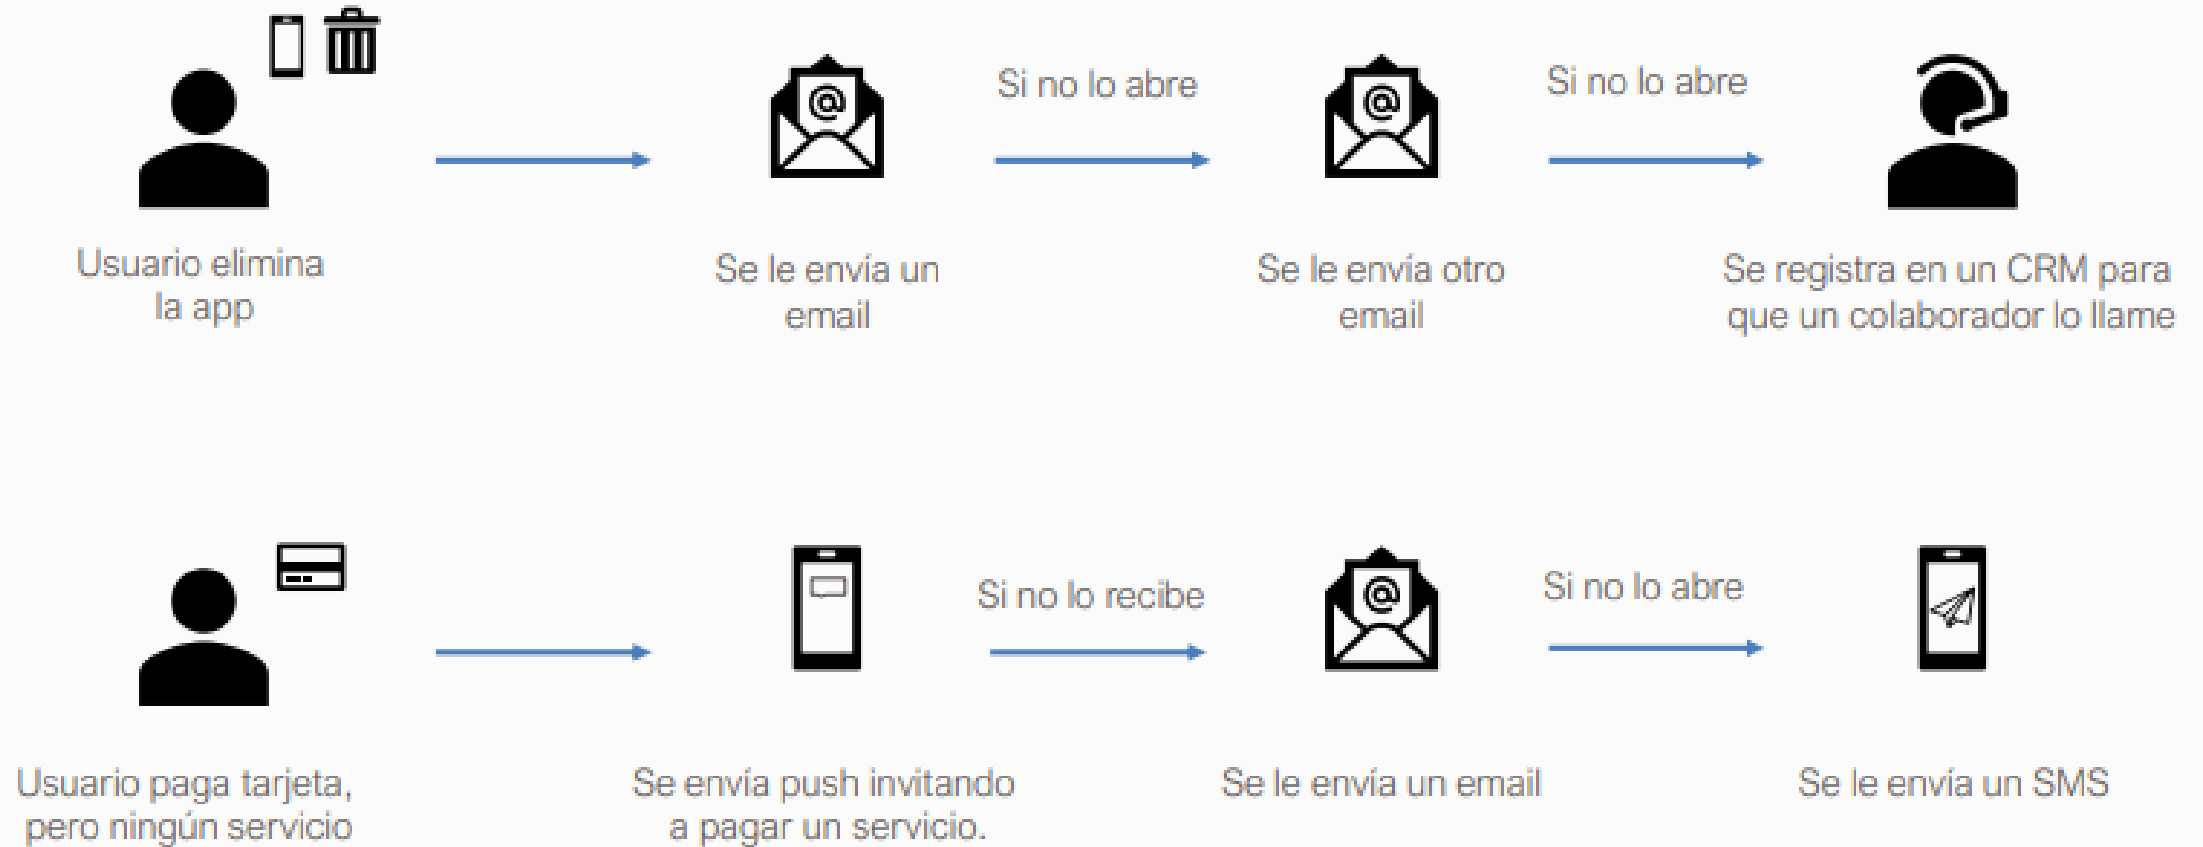 Si no lo abre
Si no lo abre
Usuario elimina
la app
Se le envía un
email
Se le envía otro
email
Se registra en un CRM para
que un colaborador lo llame
Si no lo recibe
Si no lo abre
Usuario paga tarjeta,
pero ningún servicio
Se envía push invitando
a pagar un servicio.
Se le envía un email
Se le envía un SMS